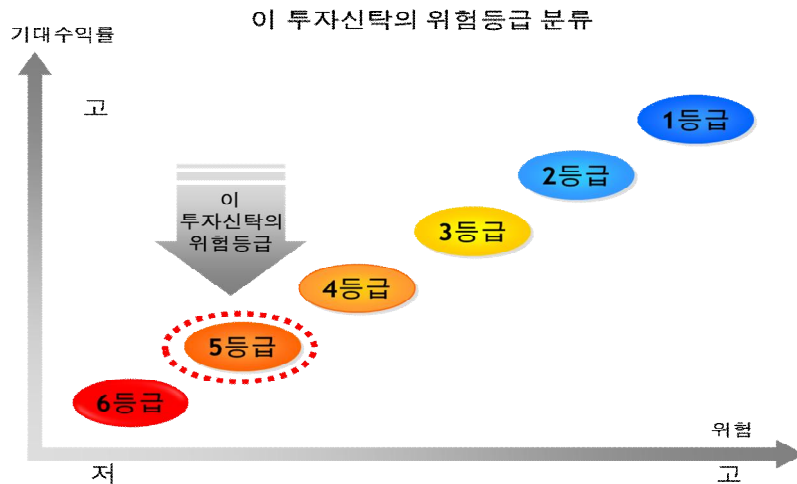 이 투자신탁의 위험등급 분류
기대수익률
고
1등급
2등급
이
투자신탁의
위험등급
3등급
4등급
5등급
6등급
위험
저
고